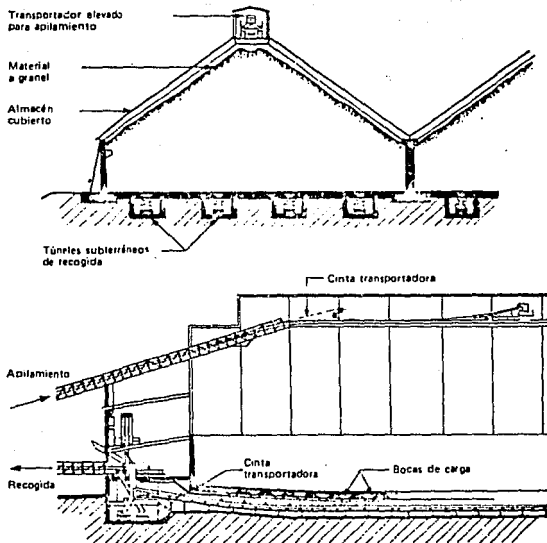 Transportador elevado
para apilamiento
Material
a granel
Almacén
cubierto
Túneles subterráneos
de recogida
Cinta transportadora
Apilamiento
Cinta
transportadora
Bocas de carga
Recogida